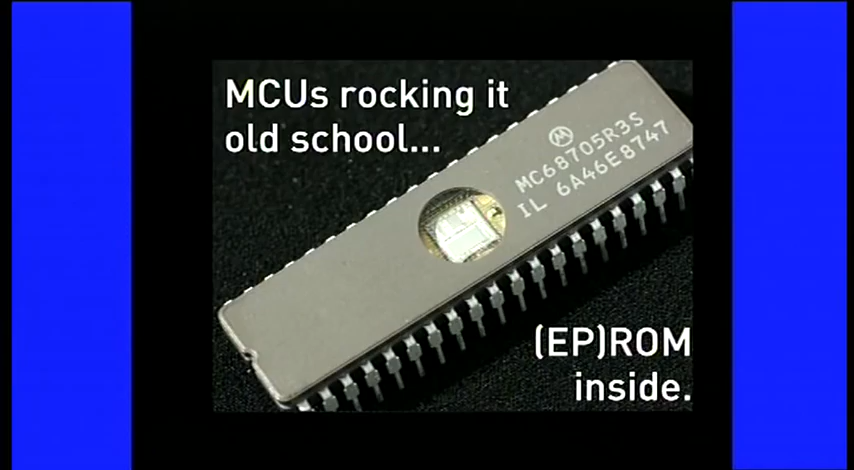 MCUs rocking it
old school...
MC68705R3S
IL 6A46E8747
(EP)ROM
inside.